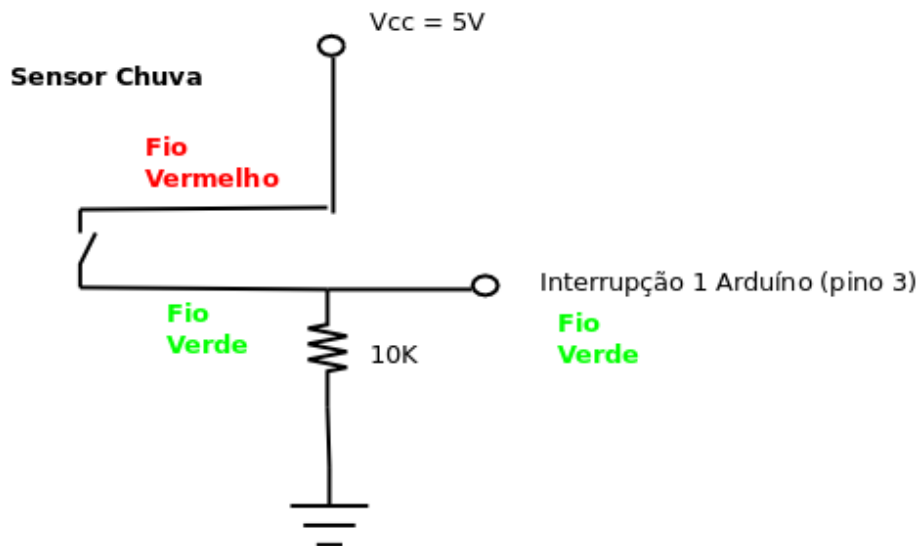 Vcc = 5V
Sensor Chuva
Fio
Vermelho
Interrupção 1 Arduíno (pino 3)
Fio
Verde
Fio
Verde
10K